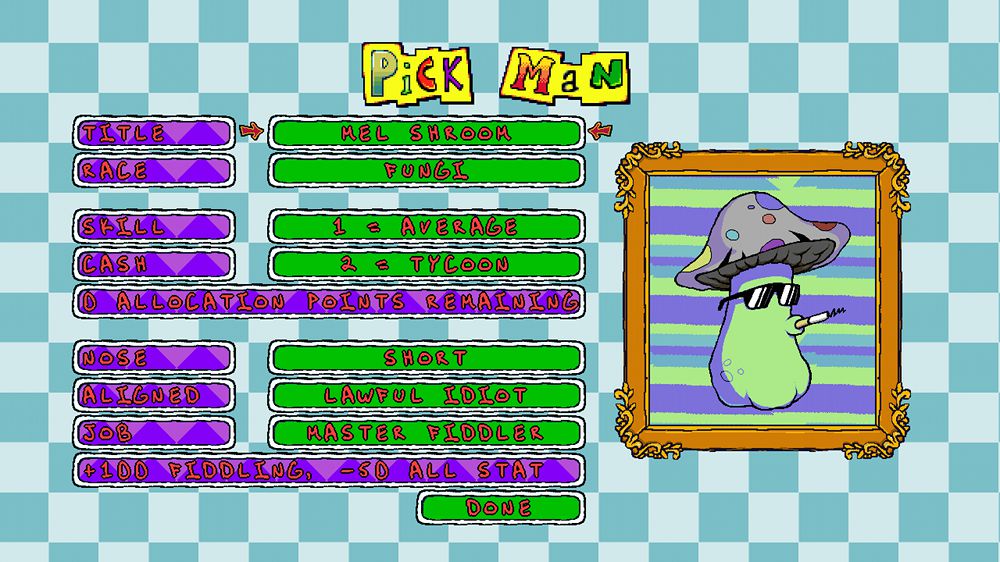 PiCK MaN
TITLE MEL SHROOM
RACE FUNGI
SKILL 1 = AVERAGE
CASH 2 = TYCOON
0 ALLOCATION POINTS REMAINING
NOSE SHORT
ALIGNED LAWFUL IDIOT
JOB MASTER FIDDLER
+100 FIDDLING, -50 ALL STAT
DONE